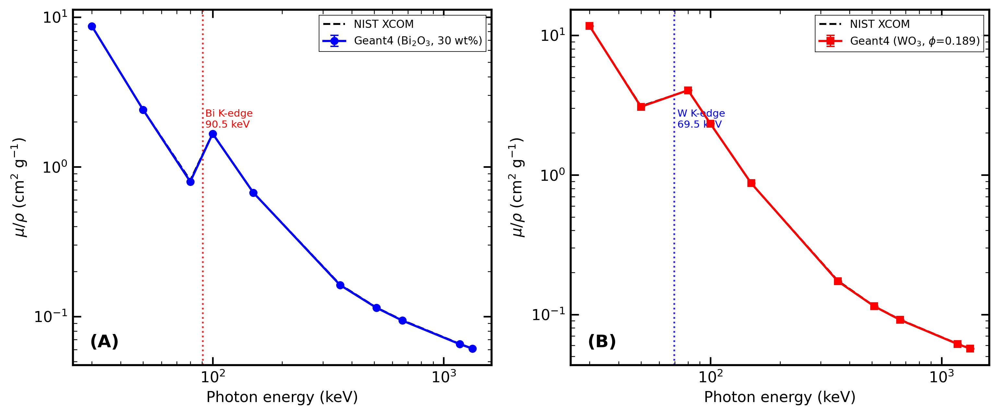 NIST XCOM
Geant4 (Bi₂O₃, 30 wt%)
10¹
10⁰
10⁻¹
μ/ρ (cm² g⁻¹)
Bi K-edge
90.5 keV
(A)
10²
10³
Photon energy (keV)
NIST XCOM
Geant4 (WO₃, ϕ=0.189)
10¹
10⁰
10⁻¹
μ/ρ (cm² g⁻¹)
W K-edge
69.5 keV
(B)
10²
10³
Photon energy (keV)